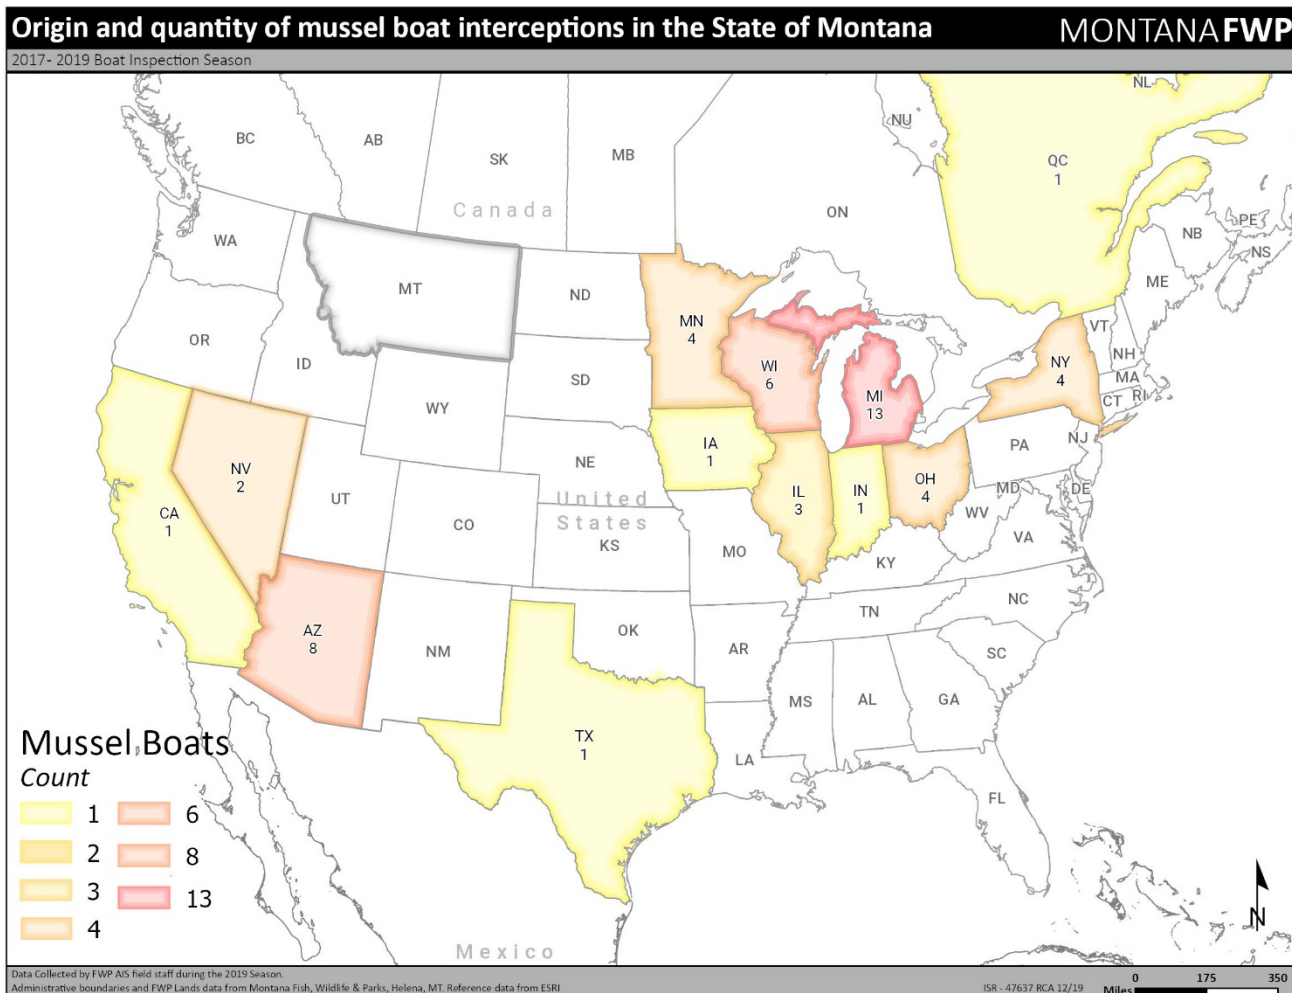 Origin and quantity of mussel boat interceptions in the State of Montana
MONTANA FWP
2017- 2019 Boat Inspection Season
NL
BC
AB
SK
MB
NU
QC
1
Canada
ON
PE
NB
NS
WA
MT
ND
ME
MN
4
OR
ID
VT
NH
NY
4
MA
CT
RI
WI
6
SD
WY
MI
13
IA
1
PA
NJ
NE
NV
2
UT
United
States
IL
3
IN
1
OH
4
MD
DE
WV
CA
1
CO
KS
MO
KY
VA
TN
NC
AZ
8
NM
OK
AR
SC
MS
AL
GA
TX
1
LA
FL
Mussel Boats
Count
1
2
3
4
6
8
13
Mexico
N
Data Collected by FWP AIS field staff during the 2019 Season.
Administrative boundaries and FWP Lands data from Montana Fish, Wildlife & Parks, Helena, MT. Reference data from ESRI
ISR - 47637 RCA 12/19
0 175 350
Miles